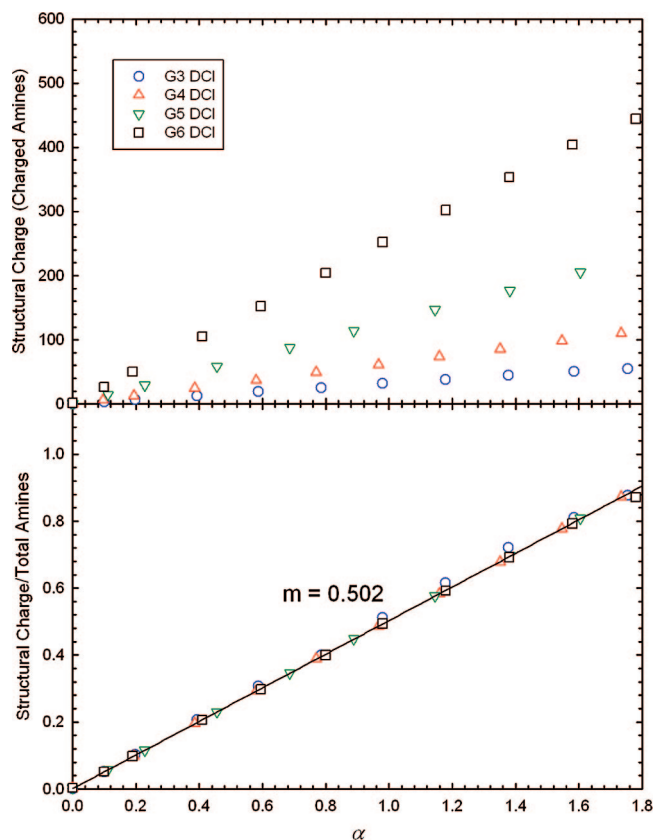 600
500
400
300
200
100
0
Structural Charge (Charged Amines)
G3 DCl
G4 DCl
G5 DCl
G6 DCl
1.0
0.8
0.6
0.4
0.2
0.0
Structural Charge/Total Amines
m = 0.502
0.0 0.2 0.4 0.6 0.8 1.0 1.2 1.4 1.6 1.8
α